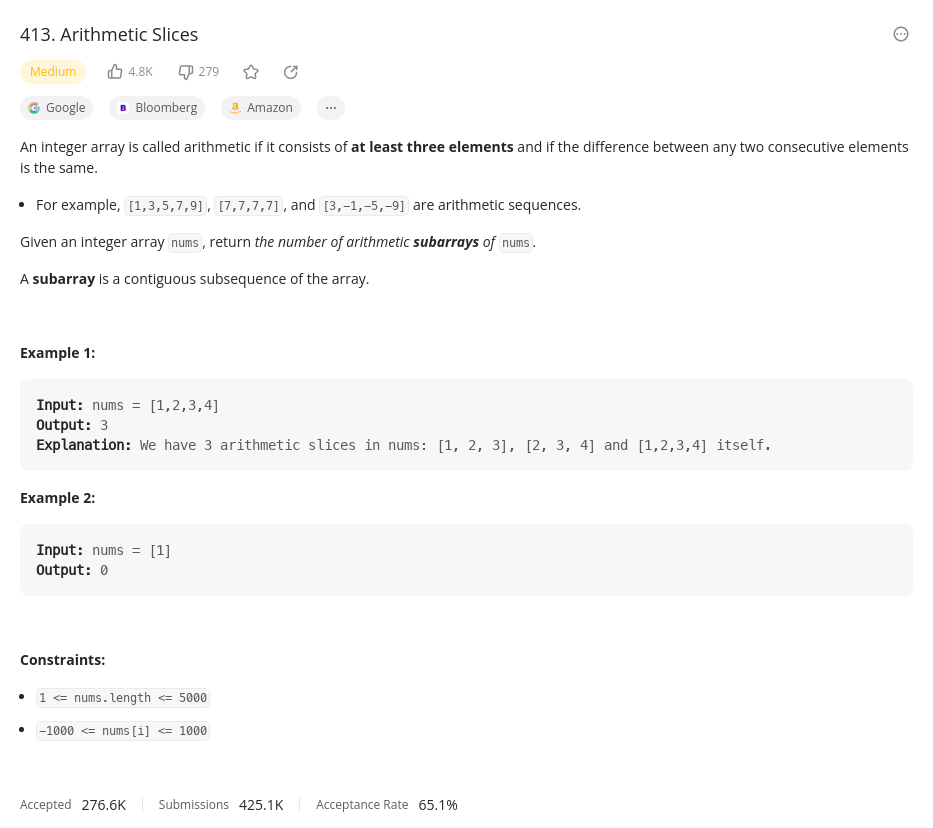 413. Arithmetic Slices
Medium 4.8K 279
Google Bloomberg Amazon ...
An integer array is called arithmetic if it consists of at least three elements and if the difference between any two consecutive elements
is the same.
• For example, [1,3,5,7,9], [7,7,7,7], and [3,−1,−5,−9] are arithmetic sequences.
Given an integer array nums, return the number of arithmetic subarrays of nums.
A subarray is a contiguous subsequence of the array.
Example 1:
Input: nums = [1,2,3,4]
Output: 3
Explanation: We have 3 arithmetic slices in nums: [1, 2, 3], [2, 3, 4] and [1,2,3,4] itself.
Example 2:
Input: nums = [1]
Output: 0
Constraints:
• 1 <= nums.length <= 5000
• −1000 <= nums[i] <= 1000
Accepted 276.6K Submissions 425.1K Acceptance Rate 65.1%